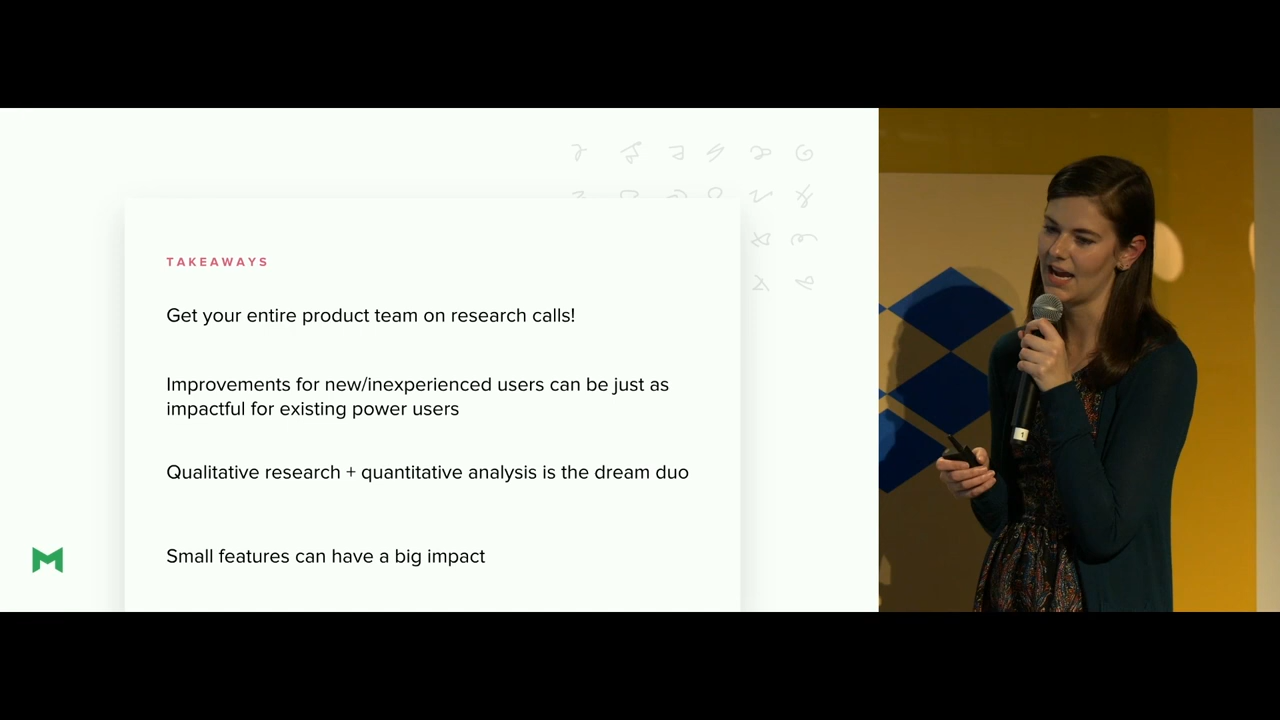 TAKEAWAYS
Get your entire product team on research calls!
Improvements for new/inexperienced users can be just as
impactful for existing power users
Qualitative research + quantitative analysis is the dream duo
Small features can have a big impact
1